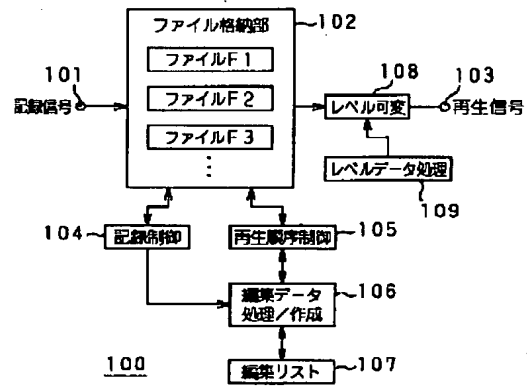 ファイル格納部
102
ファイルF1
ファイルF2
ファイルF3
⋮
101
記録信号
108
レベル可変
103
再生信号
レベルデータ処理
109
104
記録制御
再生順序制御
105
編集データ
処理/作成
106
100
編集リスト
107